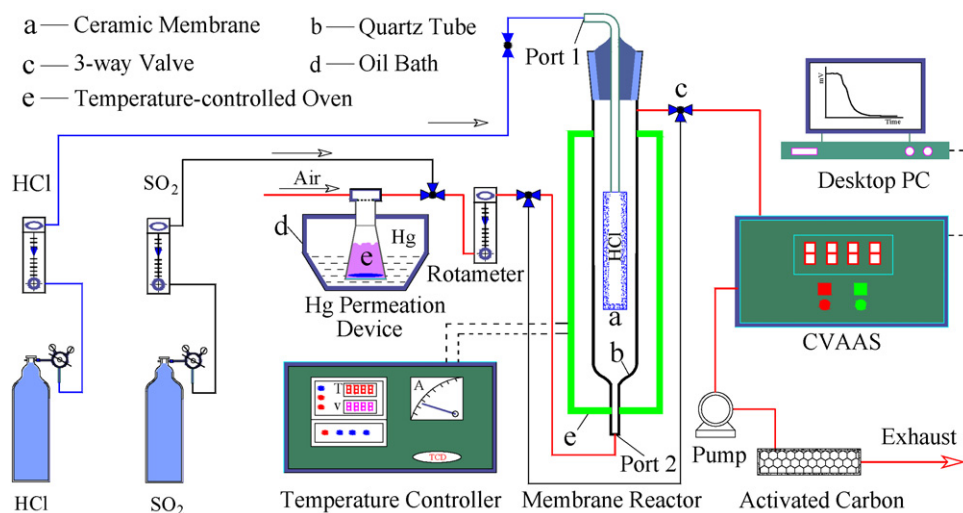 a — Ceramic Membrane
b — Quartz Tube
c — 3-way Valve
d — Oil Bath
e — Temperature-controlled Oven
Port 1
c
mV
Time
Desktop PC
HCl
SO₂
Air
d
Hg
e
Rotameter
Hg Permeation
Device
HCl
a
b
e
Port 2
CVAAS
T
V
A
TCD
Pump
Exhaust
HCl
SO₂
Temperature Controller
Membrane Reactor
Activated Carbon